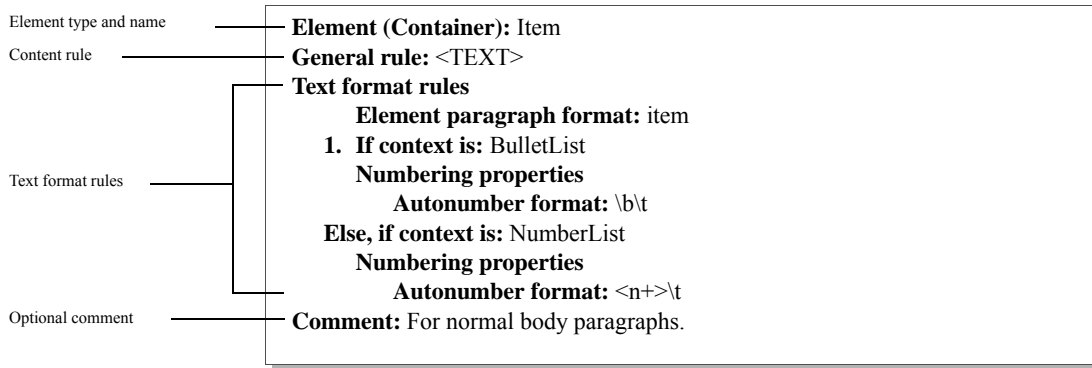 Element type and name
Element (Container): Item
Content rule
General rule: <TEXT>
Text format rules
Element paragraph format: item
1. If context is: BulletList
Numbering properties
Text format rules
Autonumber format: \b\t
Else, if context is: NumberList
Numbering properties
Autonumber format: <n+>\t
Optional comment
Comment: For normal body paragraphs.